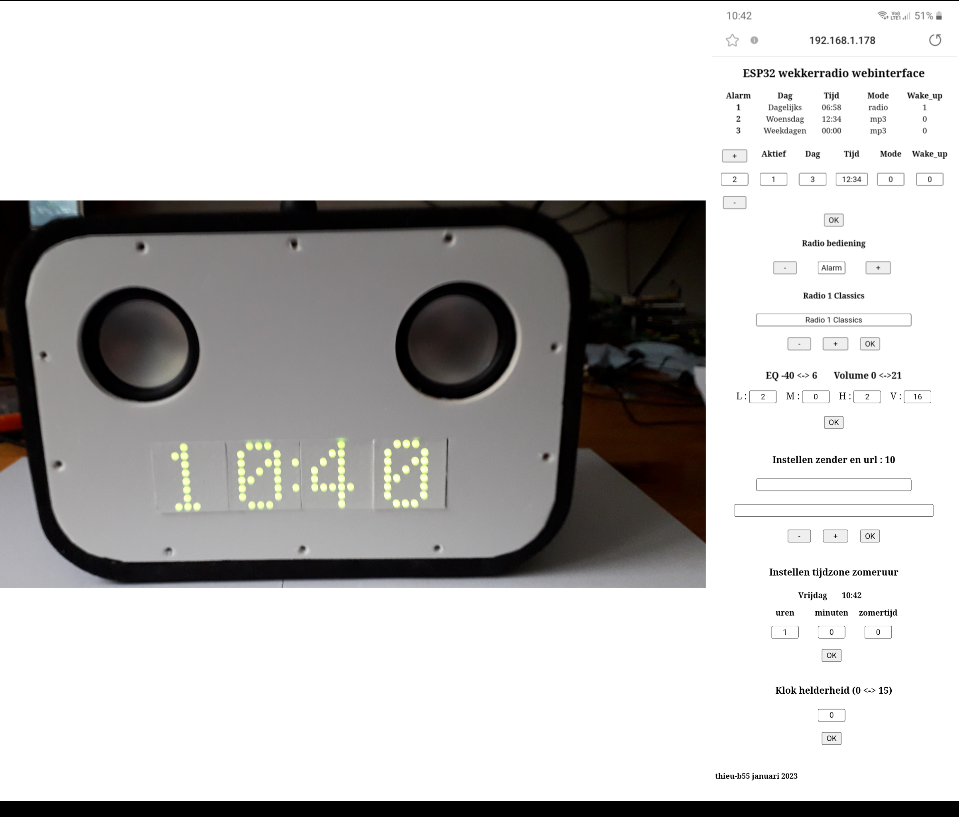 10:40
10:42 51%
192.168.1.178
ESP32 wekkerradio webinterface
Alarm Dag Tijd Mode Wake_up
1 Dagelijks 06:58 radio 1
2 Woensdag 12:34 mp3 0
3 Weekdagen 00:00 mp3 0
+ Aktief Dag Tijd Mode Wake_up
2 1 3 12:34 0 0
-
OK
Radio bediening
- Alarm +
Radio 1 Classics
Radio 1 Classics
- + OK
EQ -40 <-> 6 Volume 0 <->21
L : 2 M : 0 H : 2 V : 16
OK
Instellen zender en url : 10
- + OK
Instellen tijdzone zomeruur
Vrijdag 10:42
uren minuten zomertijd
1 0 0
OK
Klok helderheid (0 <-> 15)
0
OK
thieu-b55 januari 2023